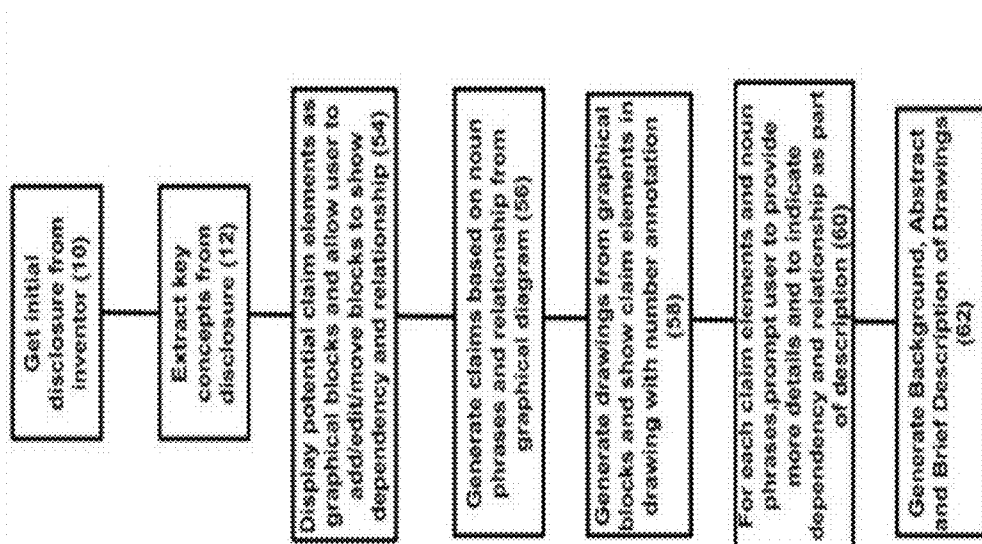 Get initial
disclosure from
inventor (10)
Extract key
concepts from
disclosure (12)
Display potential claim elements as
graphical blocks and allow user to
add/edit/move blocks to show
dependency and relationship (54)
Generate claims based on noun
phrases and relationship from
graphical diagram (56)
Generate drawings from graphical
blocks and show claim elements in
drawing with number annotation
(58)
For each claim elements and noun
phrases,prompt user to provide
more details and to indicate
dependency and relationship as part
of description (60)
Generate Background, Abstract
and Brief Description of Drawings
(62)